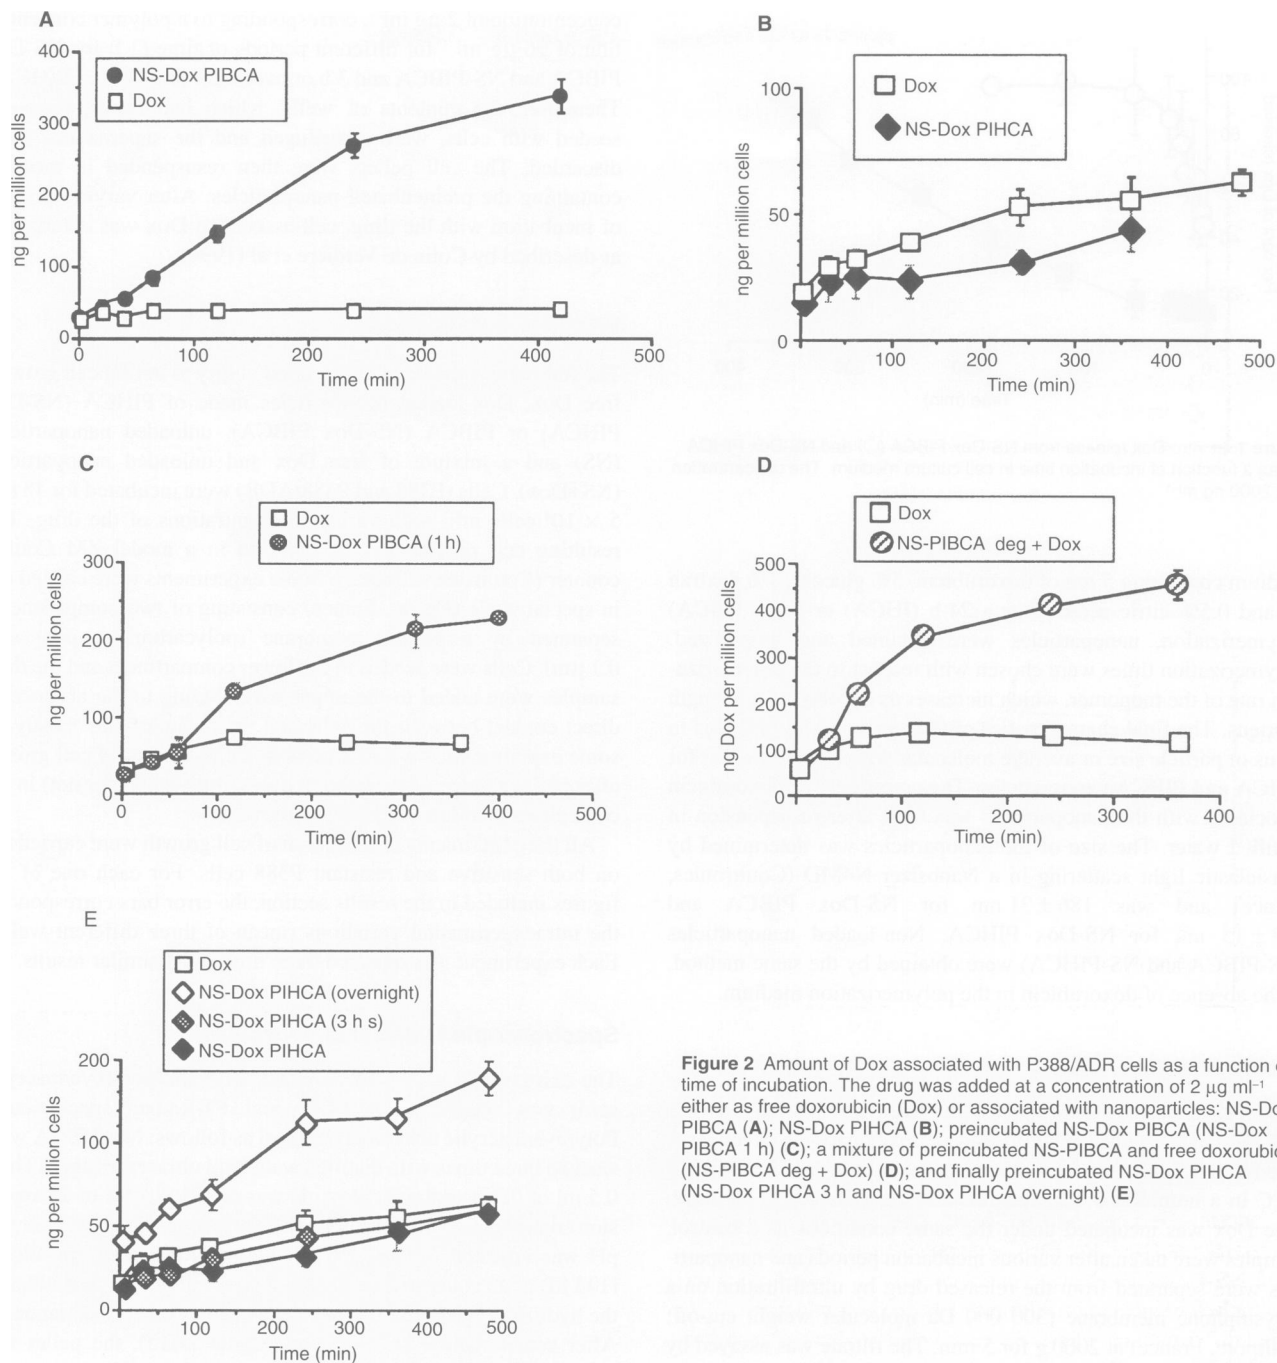 A
400
300
200
100
0
ng per million cells
NS-Dox PIBCA
Dox
0 100 200 300 400 500
Time (min)
B
100
50
0
ng per million cells
Dox
NS-Dox PIHCA
0 100 200 300 400 500
Time (min)
C
300
200
100
0
ng per million cells
Dox
NS-Dox PIBCA (1h)
0 100 200 300 400 500
Time (min)
D
500
400
300
200
100
0
ng Dox per million cells
Dox
NS-PIBCA deg + Dox
0 100 200 300 400
Time (min)
E
200
100
50
0
ng per million cells
Dox
NS-Dox PIHCA (overnight)
NS-Dox PIHCA (3 h s)
NS-Dox PIHCA
0 100 200 300 400 500
Time (min)
Figure 2 Amount of Dox associated with P388/ADR cells as a function
time of incubation. The drug was added at a concentration of 2 μg ml⁻¹
either as free doxorubicin (Dox) or associated with nanoparticles:
PIBCA (A); NS-Dox PIHCA (B); preincubated NS-Dox PIBCA (NS-Dox
PIBCA 1 h) (C); a mixture of preincubated NS-PIBCA and free
(NS-PIBCA deg + Dox) (D); and finally preincubated NS-Dox PIHCA
(NS-Dox PIHCA 3 h and NS-Dox PIHCA overnight) (E)